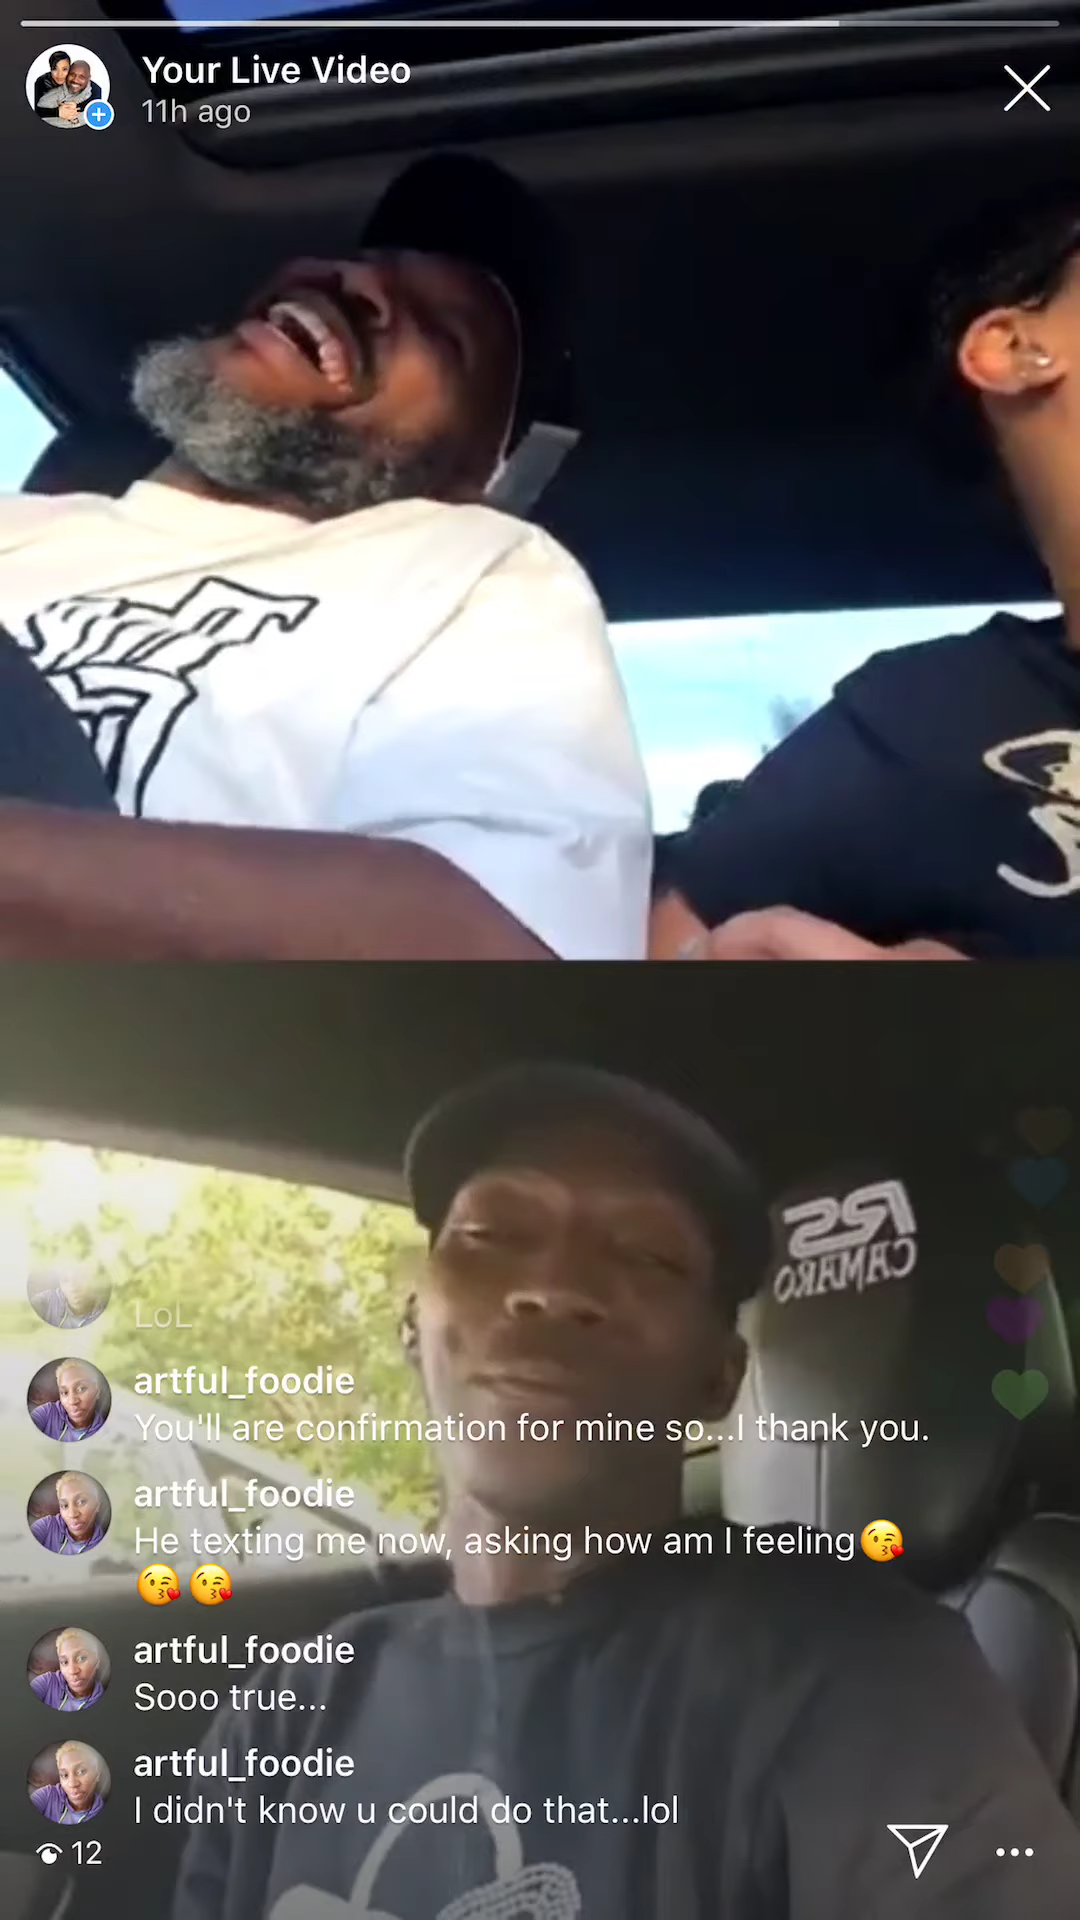 Your Live Video
11h ago
RS
CAMARO
LoL
artful_foodie
You'll are confirmation for mine so...I thank you.
artful_foodie
He texting me now, asking how am I feeling😘
😘😘
artful_foodie
Sooo true...
artful_foodie
I didn't know u could do that...lol
12